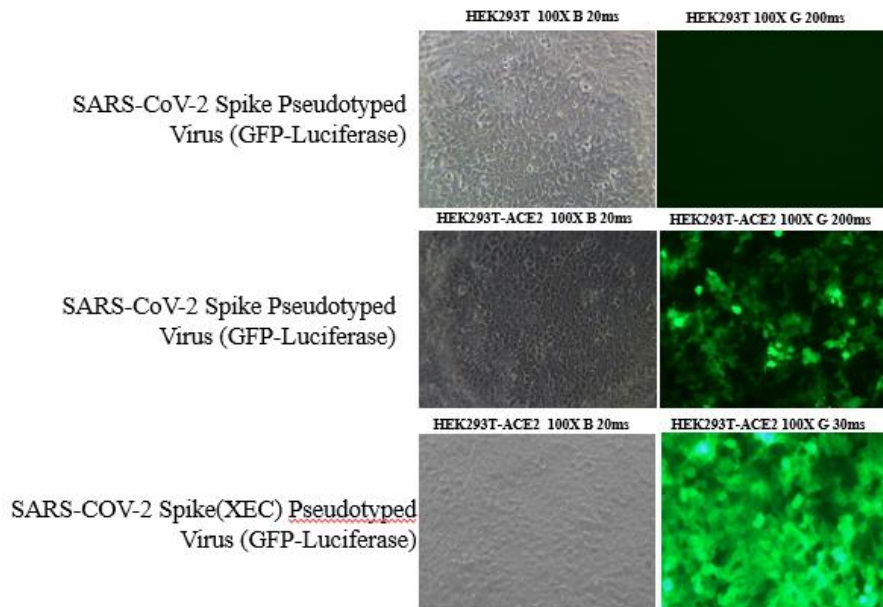 HEK293T 100X B 20ms
HEK293T 100X G 200ms
SARS-CoV-2 Spike Pseudotyped
Virus (GFP-Luciferase)
HEK293T-ACE2 100X B 20ms
HEK293T-ACE2 100X G 200ms
SARS-CoV-2 Spike Pseudotyped
Virus (GFP-Luciferase)
HEK293T-ACE2 100X B 20ms
HEK293T-ACE2 100X G 30ms
SARS-COV-2 Spike(XEC) Pseudotyped
Virus (GFP-Luciferase)